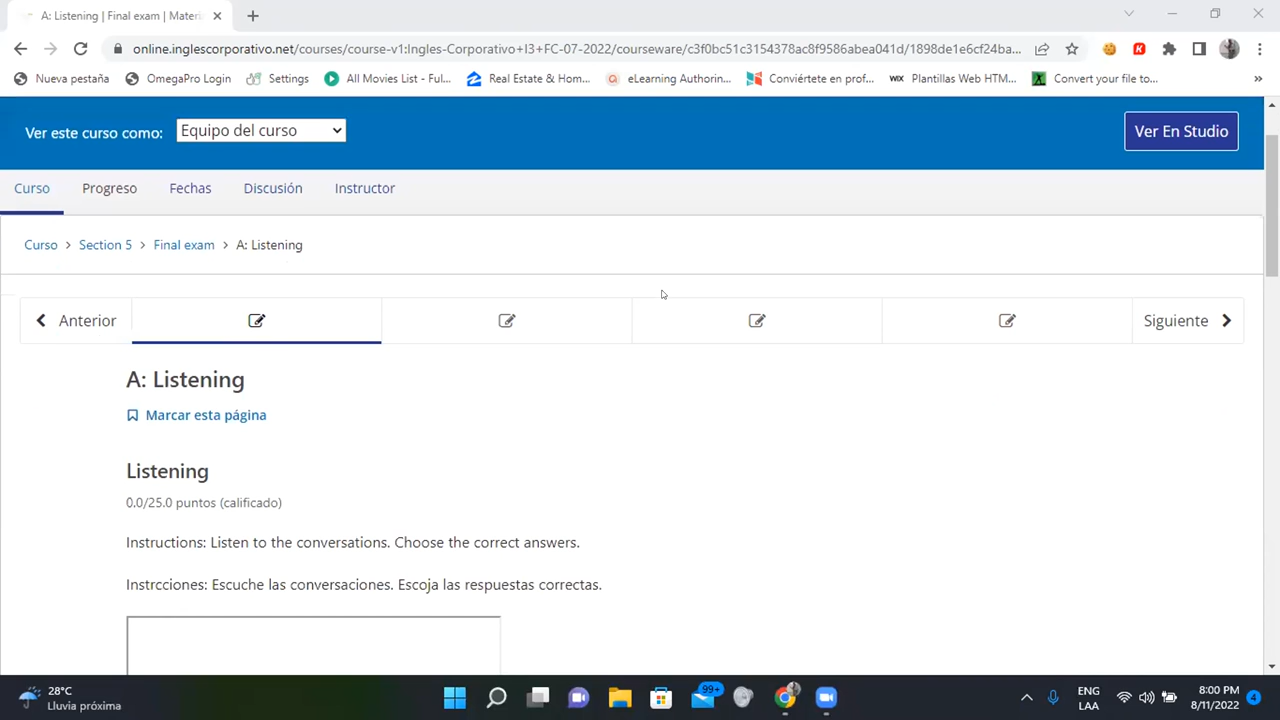 A: Listening | Final exam | Materi
online.inglescorporativo.net/courses/course-v1:Ingles-Corporativo+I3+FC-07-2022/courseware/c3f0bc51c3154378ac8f9586abea041d/1898de1e6cf24ba...
Nueva pestaña OmegaPro Login Settings All Movies List - Ful... Real Estate & Hom... eLearning Authorin... Conviértete en prof... WIX Plantillas Web HTM... Convert your file to... »
Ver este curso como: Equipo del curso Ver En Studio
Curso Progreso Fechas Discusión Instructor
Curso > Section 5 > Final exam > A: Listening
Anterior Siguiente
A: Listening
Marcar esta página
Listening
0.0/25.0 puntos (calificado)
Instructions: Listen to the conversations. Choose the correct answers.
Instrcciones: Escuche las conversaciones. Escoja las respuestas correctas.
28°C 99+ ENG 8:00 PM
Lluvia próxima LAA 8/11/2022 4